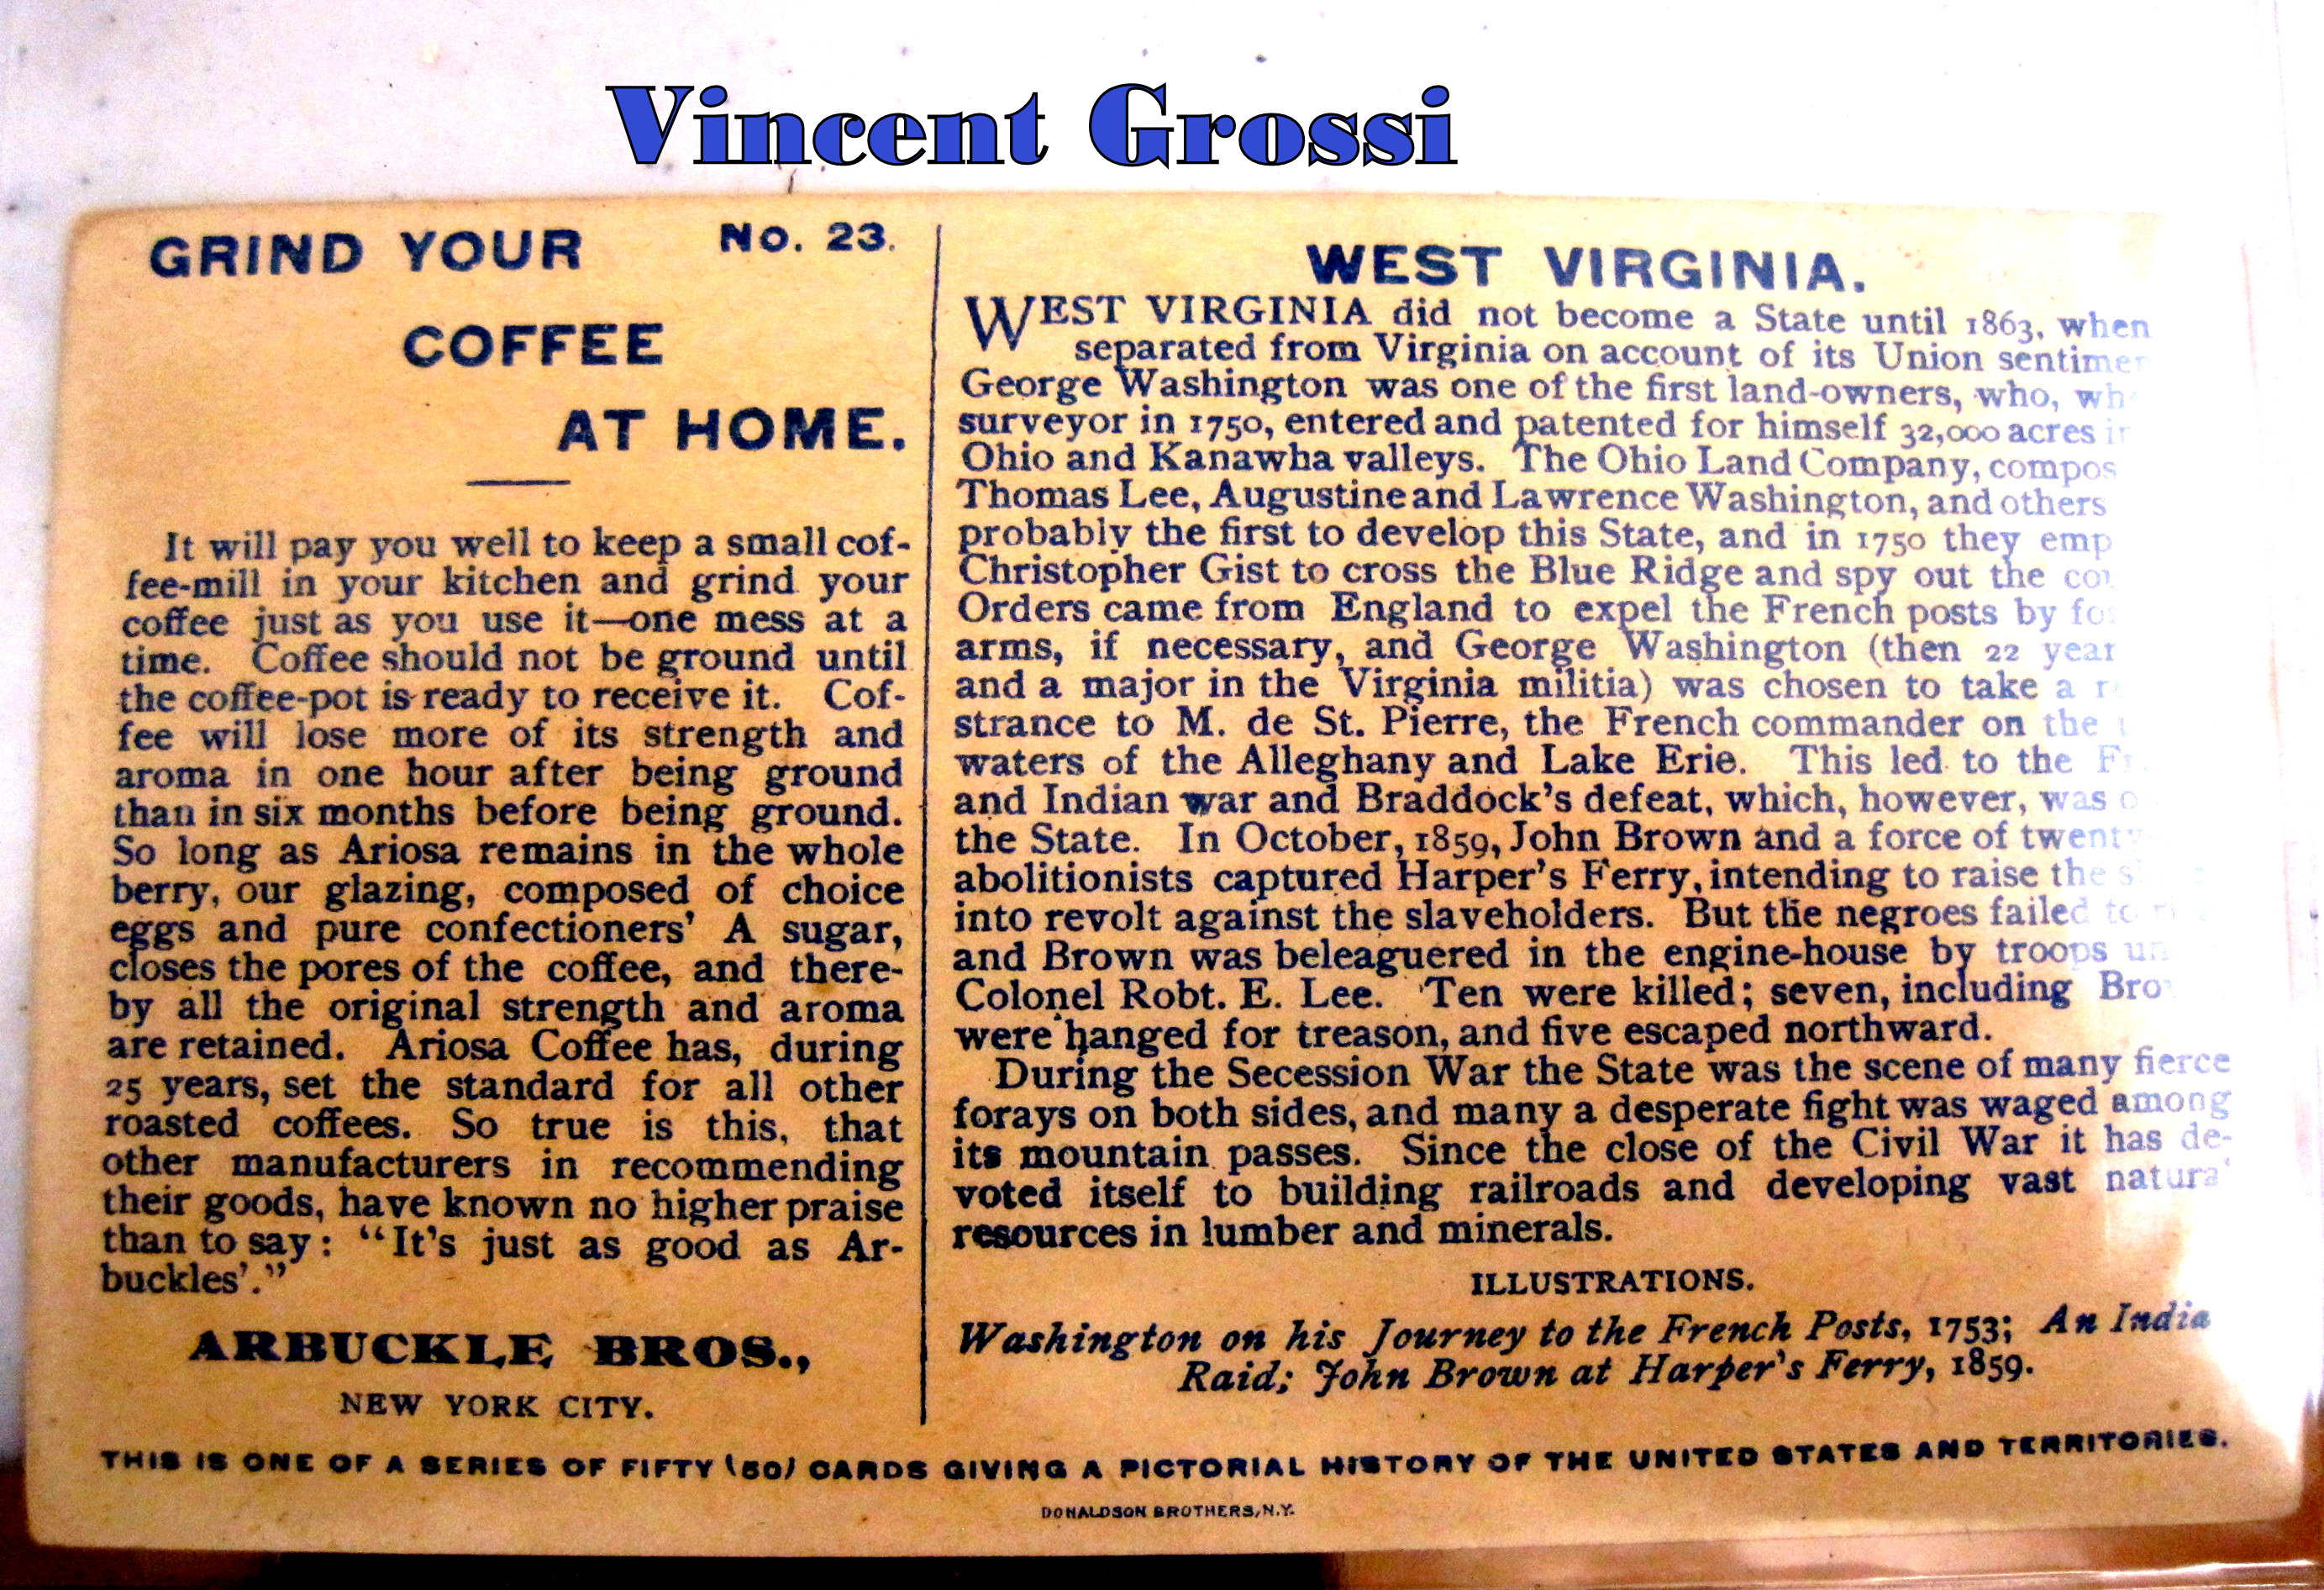 Vincent Grossi
GRIND YOUR No. 23.
COFFEE
AT HOME.
It will pay you well to keep a small cof-
fee-mill in your kitchen and grind your
coffee just as you use it—one mess at a
time. Coffee should not be ground until
the coffee-pot is ready to receive it. Cof-
fee will lose more of its strength and
aroma in one hour after being ground
than in six months before being ground.
So long as Ariosa remains in the whole
berry, our glazing, composed of choice
eggs and pure confectioners' A sugar,
closes the pores of the coffee, and there-
by all the original strength and aroma
are retained. Ariosa Coffee has, during
25 years, set the standard for all other
roasted coffees. So true is this, that
other manufacturers in recommending
their goods, have known no higher praise
than to say: "It's just as good as Ar-
buckles'."
ARBUCKLE BROS.,
NEW YORK CITY.
WEST VIRGINIA.
WEST VIRGINIA did not become a State until 1863, when
separated from Virginia on account of its Union
George Washington was one of the first land-owners, who,
surveyor in 1750, entered and patented for himself 32,000 acres
Ohio and Kanawha valleys. The Ohio Land Company,
Thomas Lee, Augustine and Lawrence Washington, and others
probably the first to develop this State, and in 1750 they
Christopher Gist to cross the Blue Ridge and spy out the
Orders came from England to expel the French posts by
arms, if necessary, and George Washington (then 22
and a major in the Virginia militia) was chosen to take a
strance to M. de St. Pierre, the French commander on the
waters of the Alleghany and Lake Erie. This led to the
and Indian war and Braddock's defeat, which, however, was
the State. In October, 1859, John Brown and a force of
abolitionists captured Harper's Ferry, intending to raise the
into revolt against the slaveholders. But the negroes failed to
and Brown was beleaguered in the engine-house by troops
Colonel Robt. E. Lee. Ten were killed; seven, including
were hanged for treason, and five escaped northward.
During the Secession War the State was the scene of many fierce
forays on both sides, and many a desperate fight was waged among
its mountain passes. Since the close of the Civil War it has de-
voted itself to building railroads and developing vast
resources in lumber and minerals.
ILLUSTRATIONS.
Washington on his Journey to the French Posts, 1753; An
Raid; John Brown at Harper's Ferry, 1859.
THIS IS ONE OF A SERIES OF FIFTY (50) CARDS GIVING A PICTORIAL HISTORY OF THE UNITED STATES AND TERRITORIES.
DONALDSON BROTHERS, N.Y.